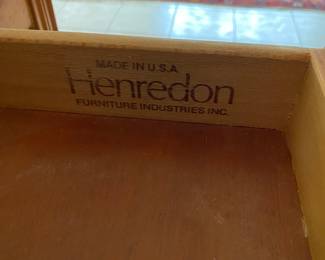 MADE IN U.S.A
Henredon
FURNITURE INDUSTRIES INC.